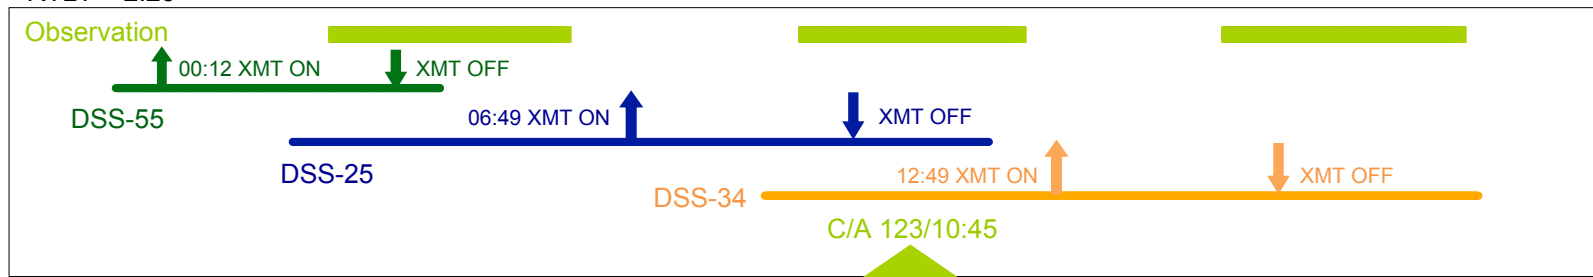 Observation
00:12 XMT ON
XMT OFF
DSS-55
06:49 XMT ON
XMT OFF
DSS-25
12:49 XMT ON
XMT OFF
DSS-34
C/A 123/10:45